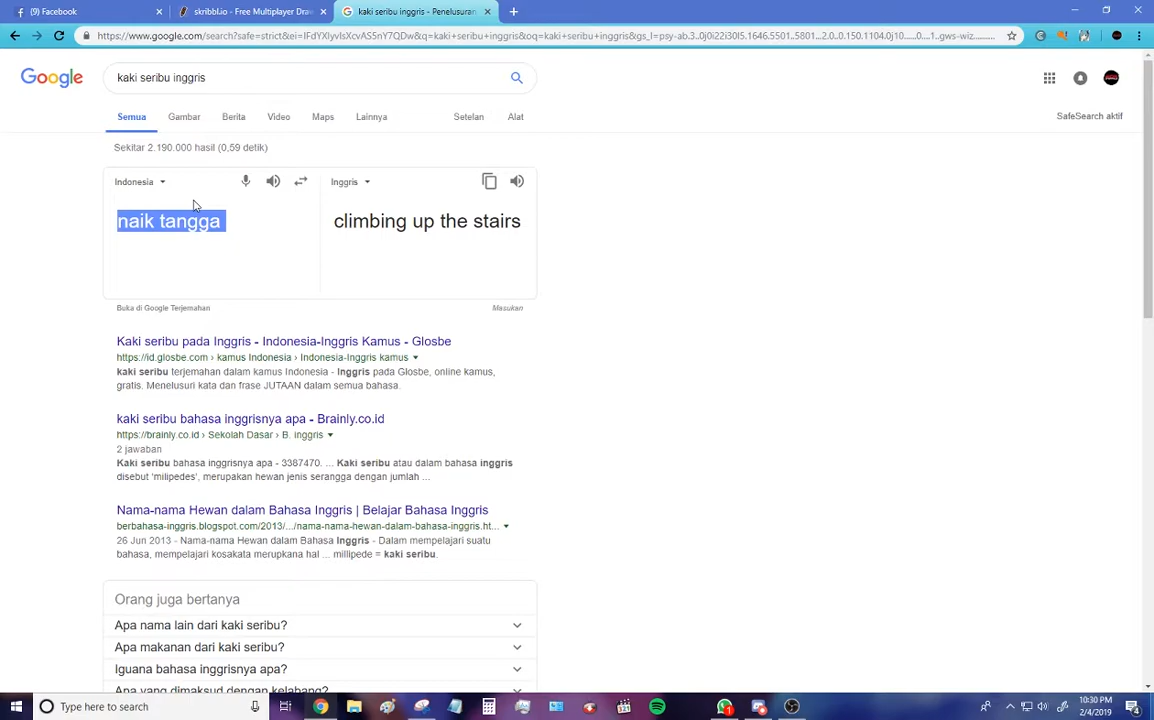 (9) Facebook
skribbl.io - Free Multiplayer Dra
kaki seribu inggris - Penelusuran
https://www.google.com/search?safe=strict&ei=IFdYXIyvIsXcvAS5nY7QDw&q=kaki+seribu+inggris&oq=kaki+seribu+inggris&gs_l=psy-ab.3..0j0i22i30l5.1646.5501..5801...2.0..0.150.1104.0j10......0....1..gws-wiz.........
Google
kaki seribu inggris
Semua Gambar Berita Video Maps Lainnya Setelan Alat
SafeSearch aktif
Sekitar 2.190.000 hasil (0,59 detik)
Indonesia Inggris
naik tangga climbing up the stairs
Buka di Google Terjemahan Masukan
Kaki seribu pada Inggris - Indonesia-Inggris Kamus - Glosbe
https://id.glosbe.com › kamus Indonesia › Indonesia-Inggris kamus
kaki seribu terjemahan dalam kamus Indonesia - Inggris pada Glosbe, online kamus,
gratis. Menelusuri kata dan frase JUTAAN dalam semua bahasa.
kaki seribu bahasa inggrisnya apa - Brainly.co.id
https://brainly.co.id › Sekolah Dasar › B. inggris
2 jawaban
Kaki seribu bahasa inggrisnya apa - 3387470. ... Kaki seribu atau dalam bahasa inggris
disebut 'milipedes', merupakan hewan jenis serangga dengan jumlah ...
Nama-nama Hewan dalam Bahasa Inggris | Belajar Bahasa Inggris
berbahasa-inggris.blogspot.com/2013/.../nama-nama-hewan-dalam-bahasa-inggris.ht...
26 Jun 2013 - Nama-nama Hewan dalam Bahasa Inggris - Dalam mempelajari suatu
bahasa, mempelajari kosakata merupkana hal ... millipede = kaki seribu.
Orang juga bertanya
Apa nama lain dari kaki seribu?
Apa makanan dari kaki seribu?
Iguana bahasa inggrisnya apa?
Apa yang dimaksud dengan kelabang?
Type here to search
10:30 PM
2/4/2019